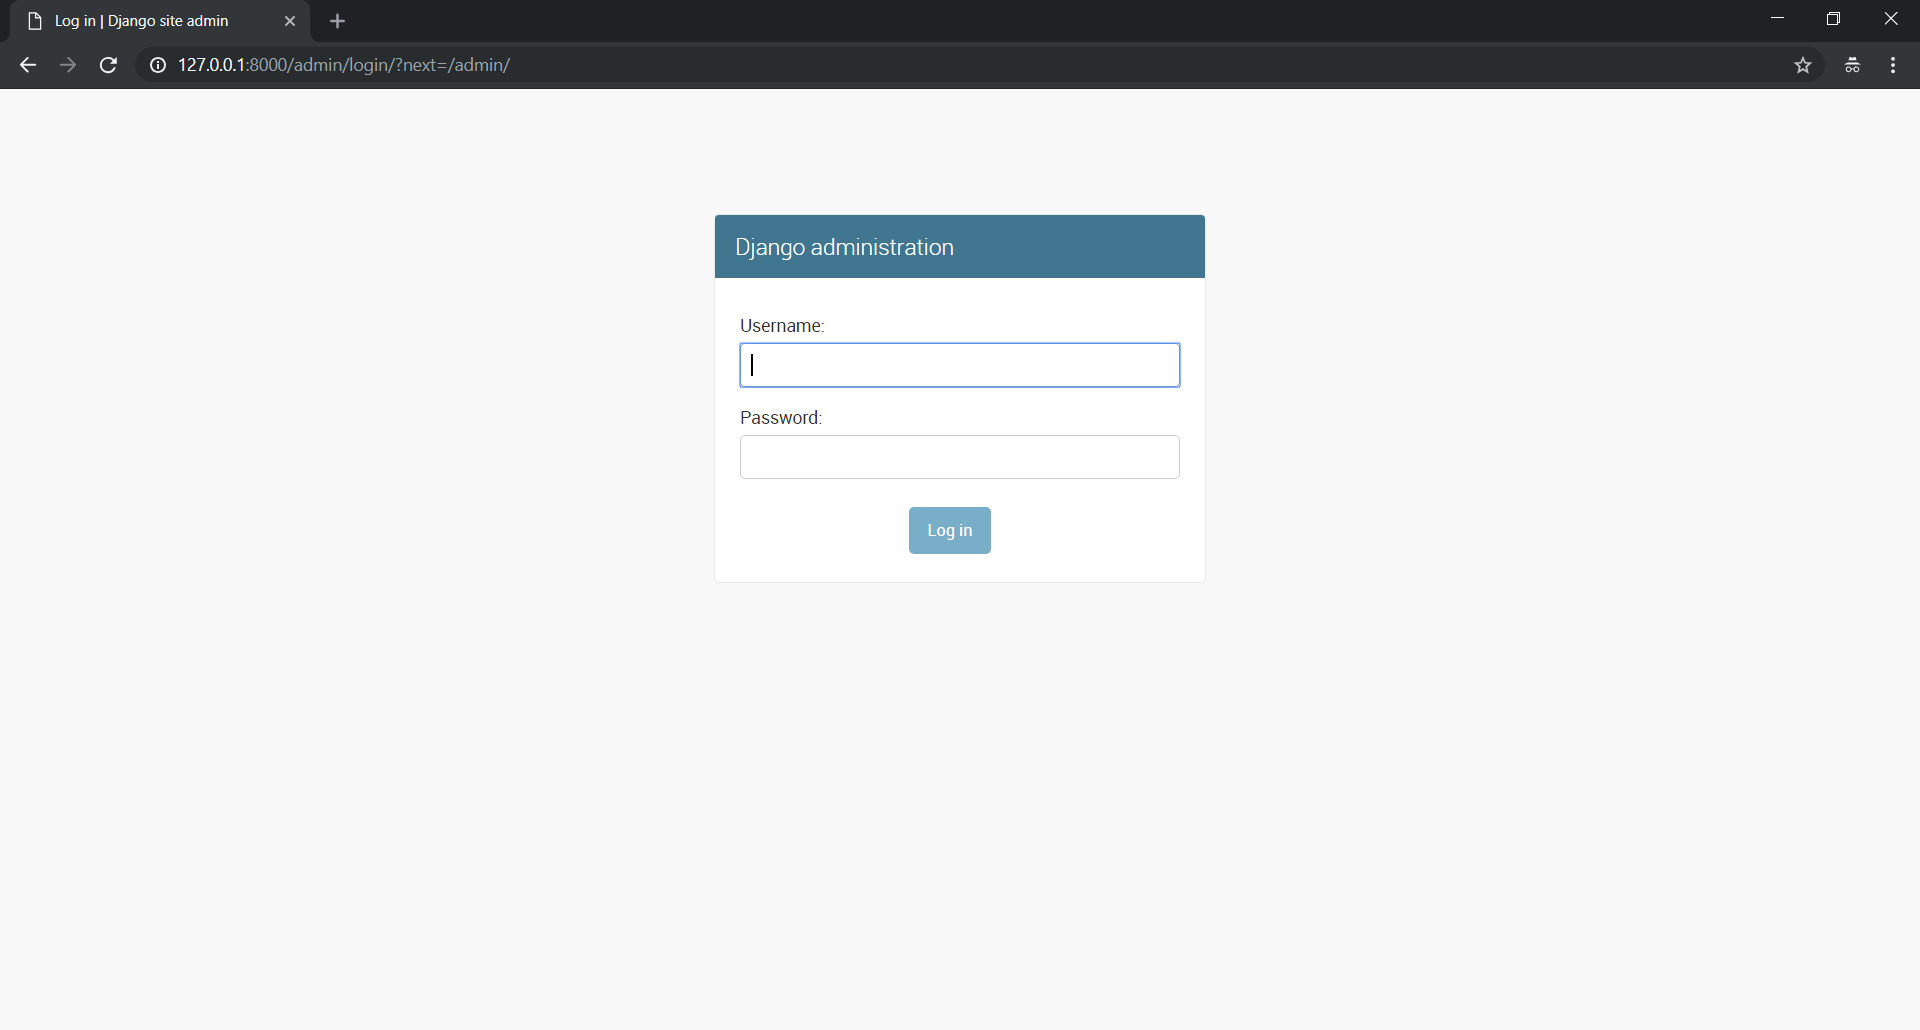 Log in | Django site admin
127.0.0.1:8000/admin/login/?next=/admin/
Django administration
Username:
Password:
Log in